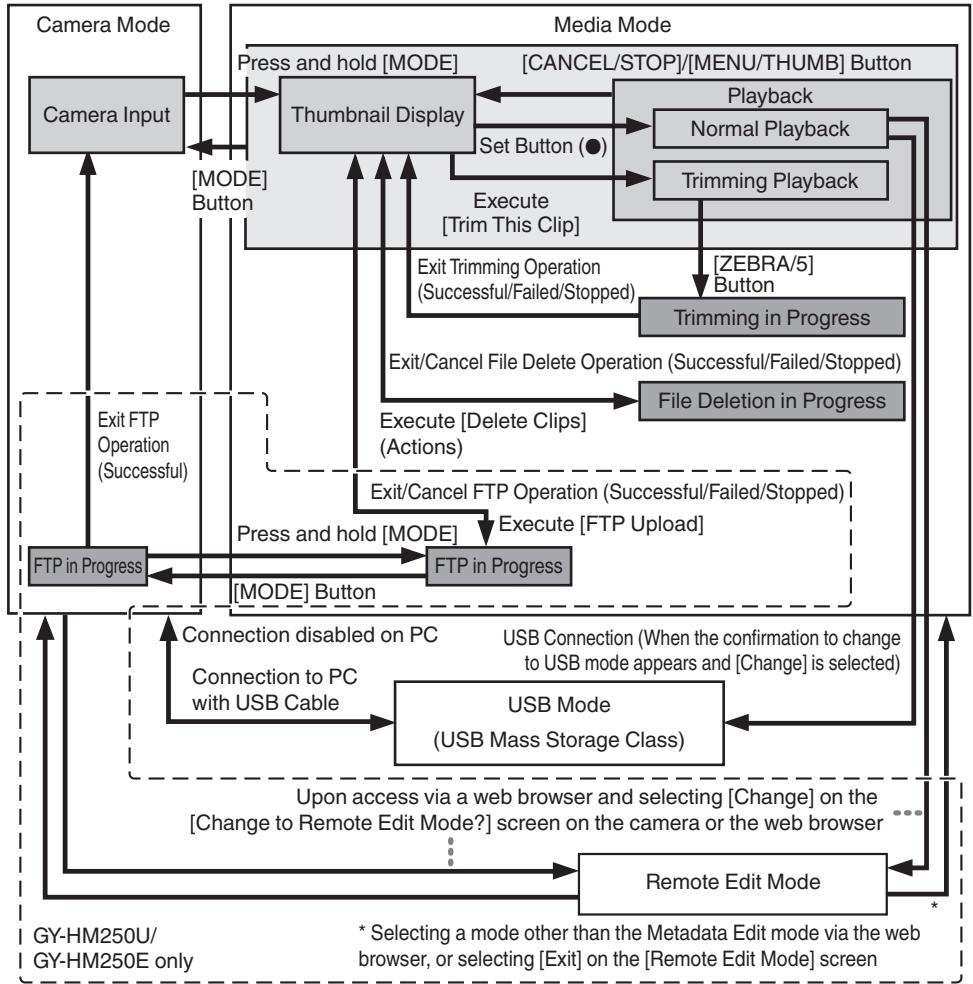 Camera Mode
Media Mode
Press and hold [MODE]
[CANCEL/STOP]/[MENU/THUMB] Button
Camera Input
Thumbnail Display
Playback
Normal Playback
Set Button (●)
Trimming Playback
[MODE]
Button
Execute
[Trim This Clip]
Exit Trimming Operation
(Successful/Failed/Stopped)
[ZEBRA/5]
Button
Trimming in Progress
Exit/Cancel File Delete Operation (Successful/Failed/Stopped)
File Deletion in Progress
Execute [Delete Clips]
(Actions)
Exit FTP
Operation
(Successful)
Exit/Cancel FTP Operation (Successful/Failed/Stopped)
Execute [FTP Upload]
Press and hold [MODE]
FTP in Progress
FTP in Progress
[MODE] Button
Connection disabled on PC
USB Connection (When the confirmation to change
to USB mode appears and [Change] is selected)
Connection to PC
with USB Cable
USB Mode
(USB Mass Storage Class)
Upon access via a web browser and selecting [Change] on the
[Change to Remote Edit Mode?] screen on the camera or the web browser
Remote Edit Mode
*
GY-HM250U/
GY-HM250E only
* Selecting a mode other than the Metadata Edit mode via the web
browser, or selecting [Exit] on the [Remote Edit Mode] screen